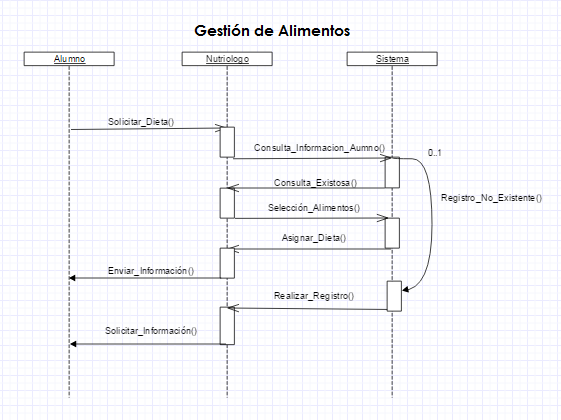 Gestión de Alimentos
Alumno
Nutriologo
Sistema
Solicitar_Dieta()
Consulta_Informacion_Aumno()
0..1
Consulta_Existosa()
Registro_No_Existente()
Selección_Alimentos()
Asignar_Dieta()
Enviar_Información()
Realizar_Registro()
Solicitar_Información()